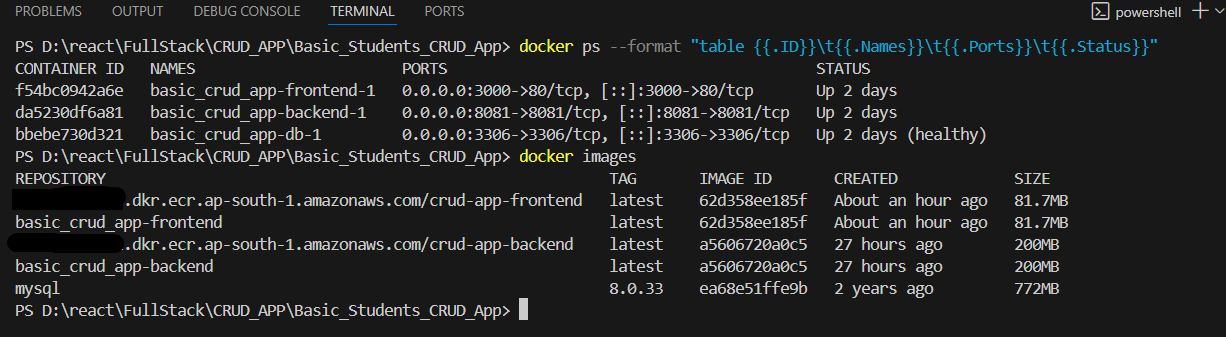 PROBLEMS OUTPUT DEBUG CONSOLE TERMINAL PORTS powershell
PS D:\react\FullStack\CRUD_APP\Basic_Students_CRUD_App> docker ps --format "table {{.ID}}\t{{.Names}}\t{{.Ports}}\t{{.Status}}"
CONTAINER ID NAMES PORTS STATUS
f54bc0942a6e basic_crud_app-frontend-1 0.0.0.0:3000->80/tcp, [::]:3000->80/tcp Up 2 days
da5230df6a81 basic_crud_app-backend-1 0.0.0.0:8081->8081/tcp, [::]:8081->8081/tcp Up 2 days
bbebe730d321 basic_crud_app-db-1 0.0.0.0:3306->3306/tcp, [::]:3306->3306/tcp Up 2 days (healthy)
PS D:\react\FullStack\CRUD_APP\Basic_Students_CRUD_App> docker images
REPOSITORY TAG IMAGE ID CREATED SIZE
.dkr.ecr.ap-south-1.amazonaws.com/crud-app-frontend latest 62d358ee185f About an hour ago 81.7MB
basic_crud_app-frontend latest 62d358ee185f About an hour ago 81.7MB
.dkr.ecr.ap-south-1.amazonaws.com/crud-app-backend latest a5606720a0c5 27 hours ago 200MB
basic_crud_app-backend latest a5606720a0c5 27 hours ago 200MB
mysql 8.0.33 ea68e51ffe9b 2 years ago 772MB
PS D:\react\FullStack\CRUD_APP\Basic_Students_CRUD_App>